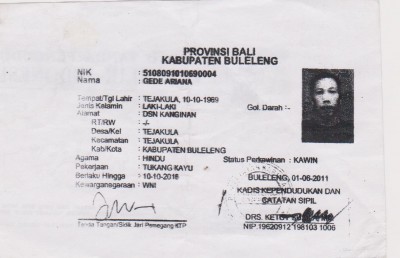 PROVINSI BALI
KABUPATEN BULELENG
NIK : 5108091010690004
Nama : GEDE ARIANA
Tempat/Tgl Lahir : TEJAKULA, 10-10-1969
Jenis Kelamin : LAKI-LAKI Gol. Darah :-
Alamat : DSN KANGINAN
RT/RW : -/-
Desa/Kel : TEJAKULA
Kecamatan : TEJAKULA
Kab/Kota : KABUPATEN BULELENG
Agama : HINDU Status Perkawinan : KAWIN
Pekerjaan : TUKANG KAYU
Berlaku Hingga : 10-10-2016 BULELENG, 01-06-2011
Kewarganegaraan : WNI KADIS KEPENDUDUKAN DAN
CATATAN SIPIL
DRS. KETUT
Tanda Tangan/Sidik Jari Pemegang KTP NIP.19620912 198103 1006